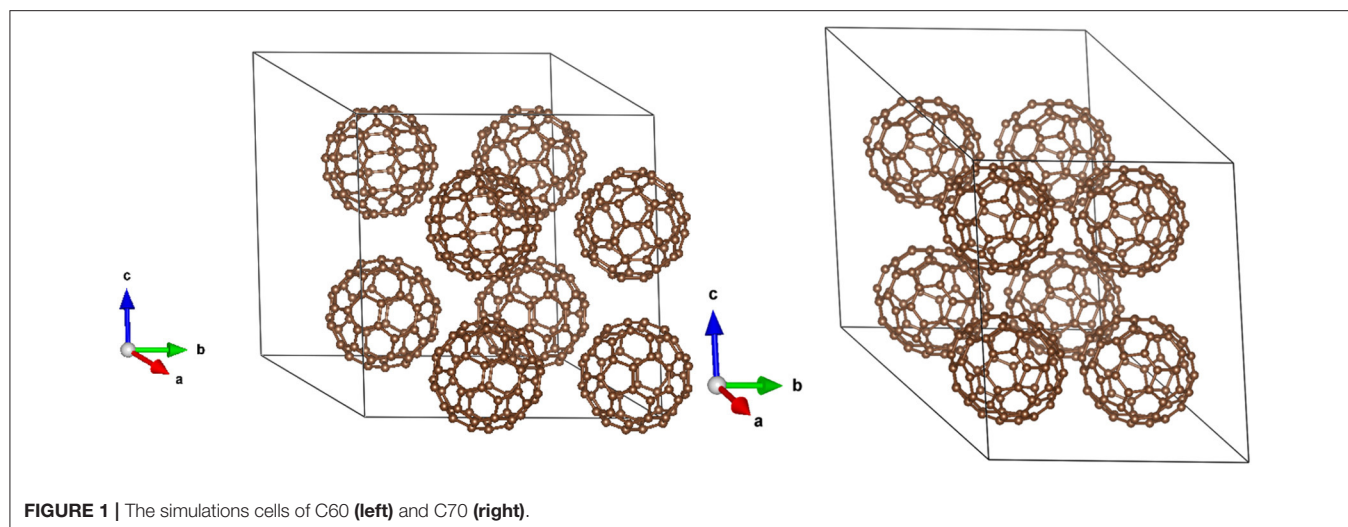 c
b
a
c
b
a
FIGURE 1 | The simulations cells of C60 (left) and C70 (right).